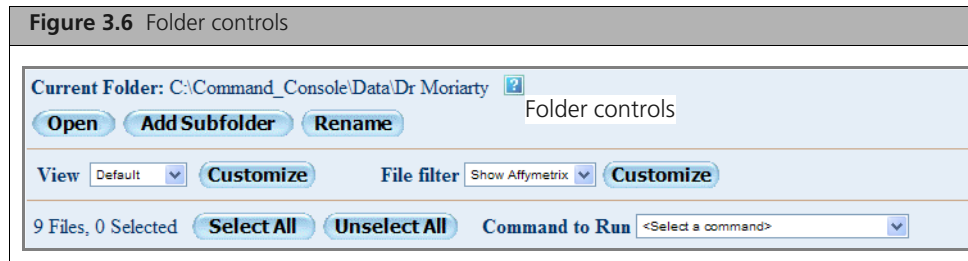 Figure 3.6 Folder controls
Current Folder: C:\Command_Console\Data\Dr Moriarty ?
Folder controls
Open Add Subfolder Rename
View Default Customize File filter Show Affymetrix Customize
9 Files, 0 Selected Select All Unselect All Command to Run <Select a command>